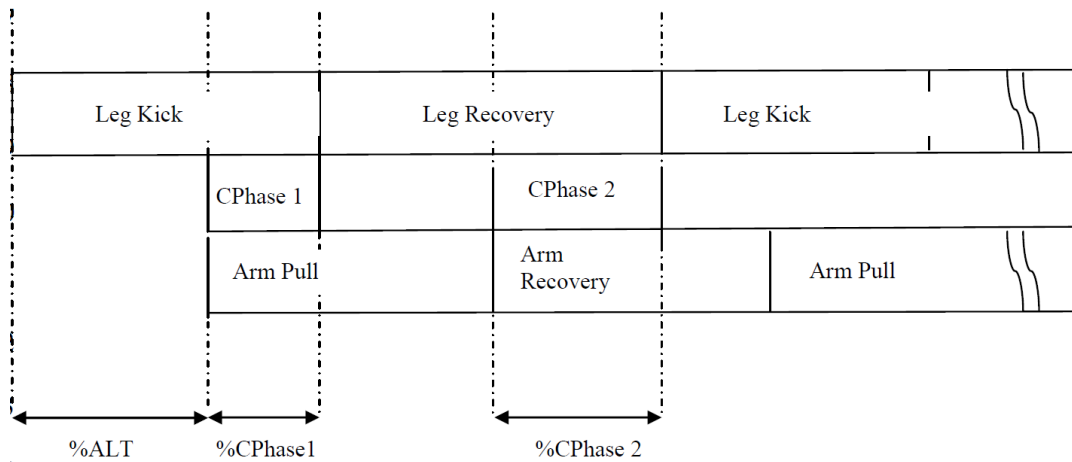 Leg Kick
Leg Recovery
Leg Kick
CPhase 1
CPhase 2
Arm Pull
Arm
Recovery
Arm Pull
%ALT
%CPhase1
%CPhase 2